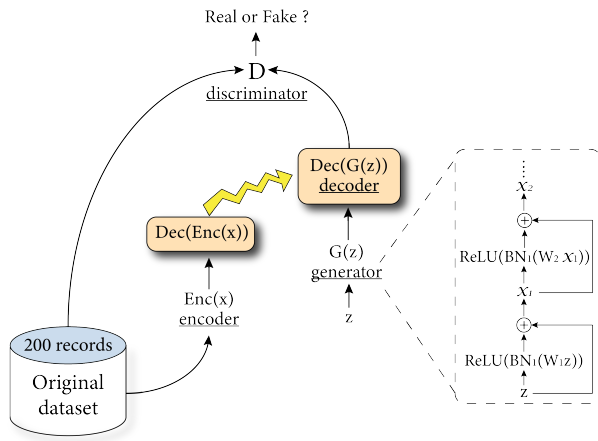 Real or Fake ?
D
discriminator
Dec(G(z))
decoder
Dec(Enc(x))
G(z)
generator
z
Enc(x)
encoder
200 records
Original
dataset
x₂
+
ReLU(BN₁(W₂ x₁))
x₁
+
ReLU(BN₁(W₁z))
z